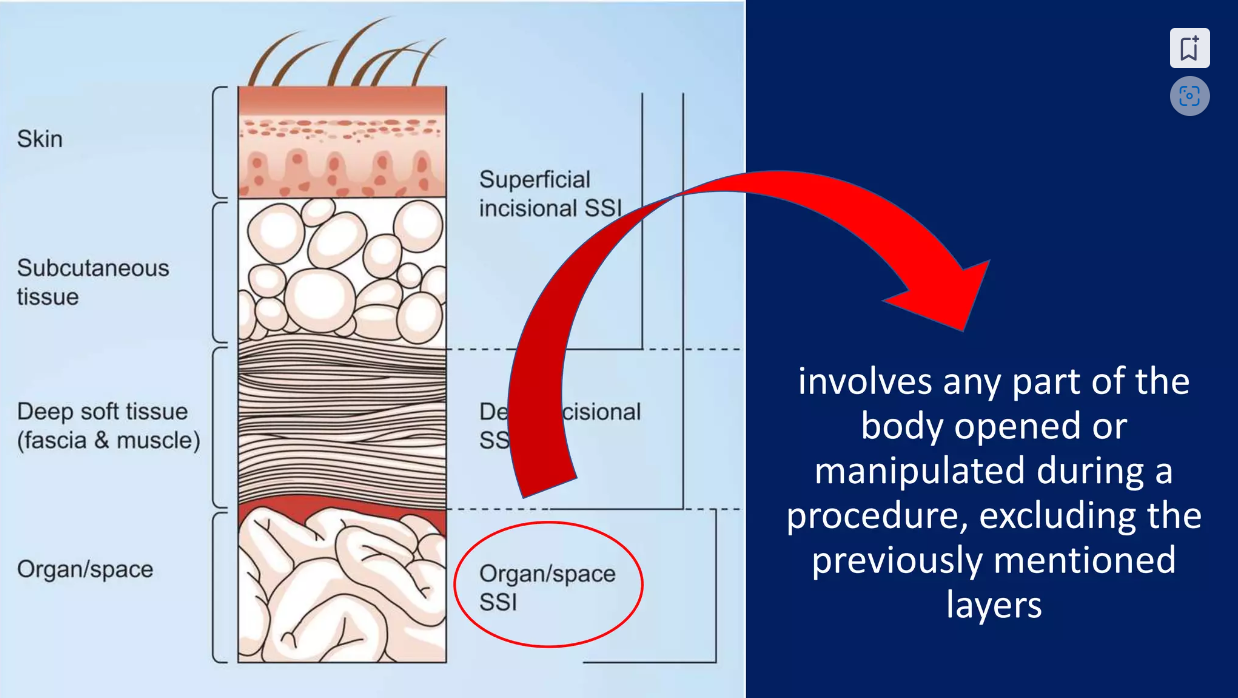 Skin
Superficial
incisional SSI
Subcutaneous
tissue
Deep soft tissue
(fascia & muscle)
Organ/space
Organ/space
SSI
involves any part of the
body opened or
manipulated during a
procedure, excluding the
previously mentioned
layers